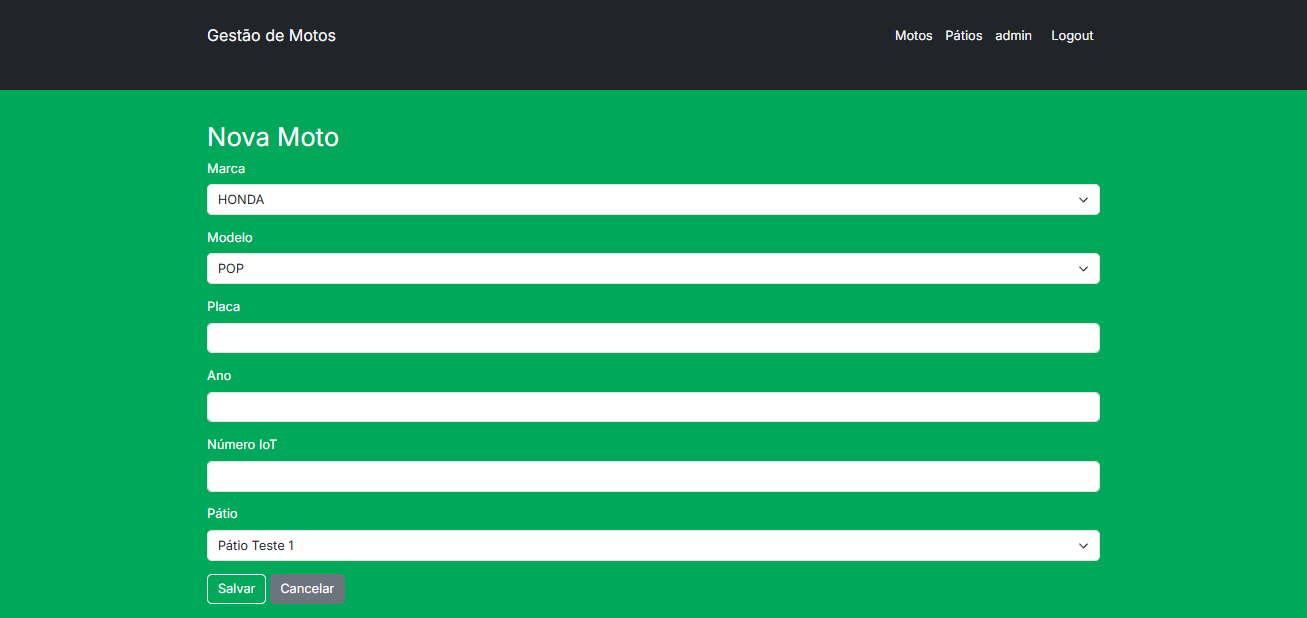 Gestão de Motos Motos Pátios admin Logout
Nova Moto
Marca
HONDA
Modelo
POP
Placa
Ano
Número IoT
Pátio
Pátio Teste 1
Salvar Cancelar